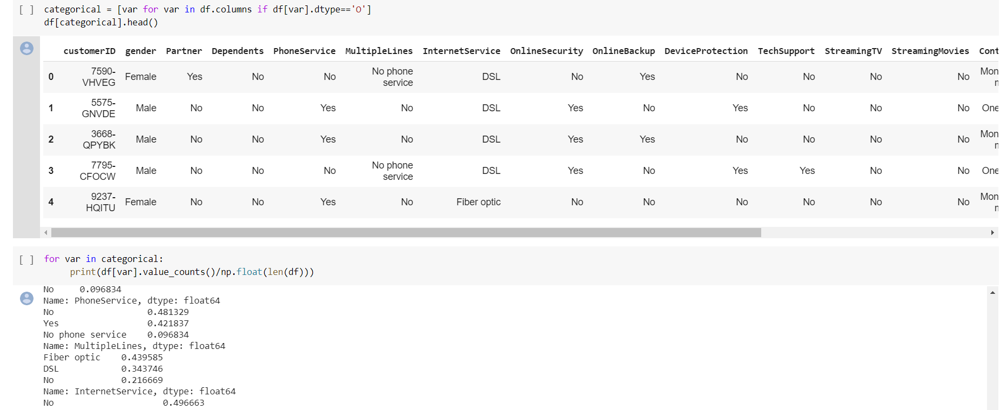 [ ] categorical = [var for var in df.columns if df[var].dtype=='O']
df[categorical].head()
customerID gender Partner Dependents PhoneService MultipleLines InternetService OnlineSecurity OnlineBackup DeviceProtection TechSupport StreamingTV StreamingMovies Cont
0 7590-VHVEG Female Yes No No No phone service DSL No Yes No No No No Mon
1 5575-GNVDE Male No No Yes No DSL Yes No Yes No No No One
2 3668-QPYBK Male No No Yes No DSL Yes Yes No No No No Mon
3 7795-CFOCW Male No No No No phone service DSL Yes No Yes Yes No No One
4 9237-HQITU Female No No Yes No Fiber optic No No No No No No Mon
[ ] for var in categorical:
print(df[var].value_counts()/np.float(len(df)))
No 0.096834
Name: PhoneService, dtype: float64
No 0.481329
Yes 0.421837
No phone service 0.096834
Name: MultipleLines, dtype: float64
Fiber optic 0.439585
DSL 0.343746
No 0.216669
Name: InternetService, dtype: float64
No 0.496663